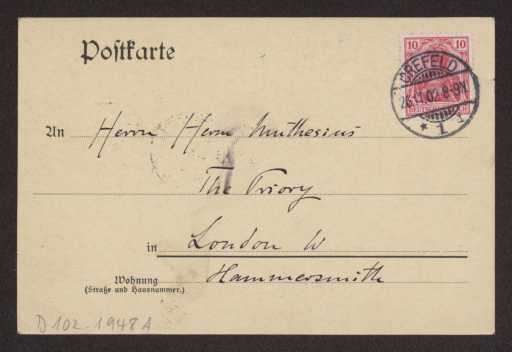 Postkarte
10 10
CREFELD
26.11.02.8-9N.
* 1 d
An Herrn Herm Muthesius
The Priory
in London W
Hammersmith
Wohnung
(Straße und Hausnummer.)
D 102-1948 A